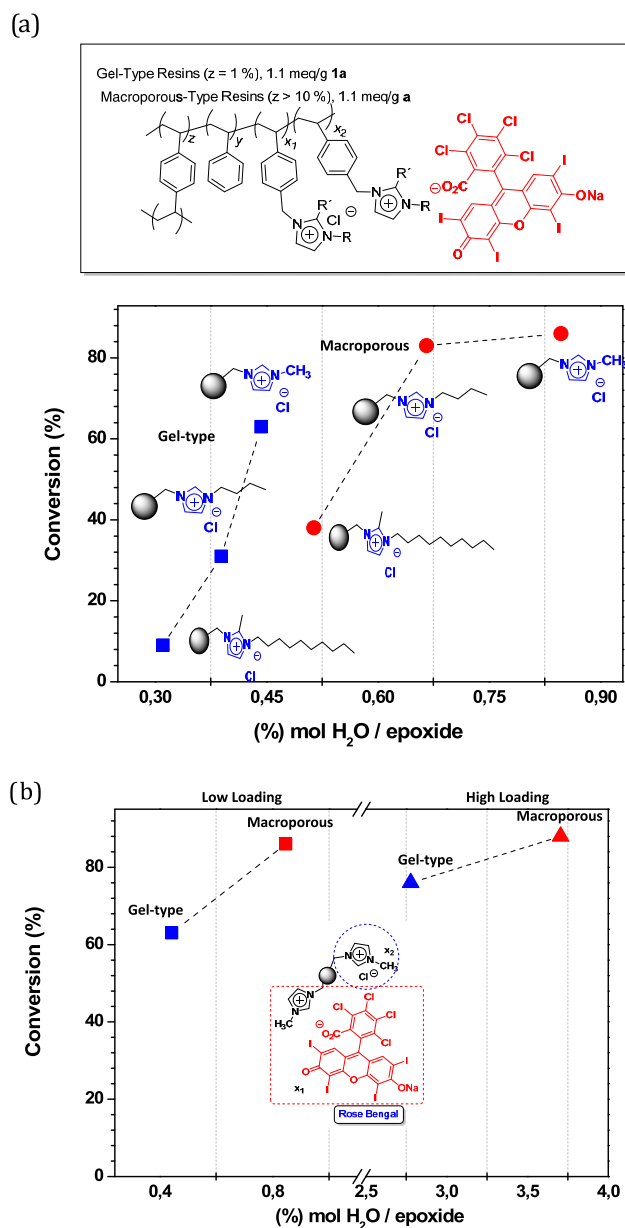 (a)
Gel-Type Resins (z = 1 %), 1.1 meq/g 1a
Macroporous-Type Resins (z > 10 %), 1.1 meq/g a
z
y
x1
x2
R´
N
N
R
Cl ⊖
R´
N
N
R
Cl
Cl
Cl
Cl
⊖O2C
I
I
I
I
O
O
ONa
Conversion (%)
80
60
40
20
0
Gel-type
Macroporous
N
N
CH3
Cl
N
N
Cl
N
N
Cl
N
N
Cl
N
N
CH3
Cl
N
N
Cl
0,30
0,45
0,60
0,75
0,90
(%) mol H2O / epoxide
(b)
Low Loading
High Loading
Macroporous
Macroporous
Gel-type
Gel-type
Conversion (%)
80
60
40
20
0
N
N
CH3
Cl⊖
x2
N
N
H3C
Cl
Cl
Cl
Cl
⊖O2C
I
I
I
I
O
O
ONa
x1
Rose Bengal
0,4
0,8
2,5
3,0
3,5
4,0
(%) mol H2O / epoxide